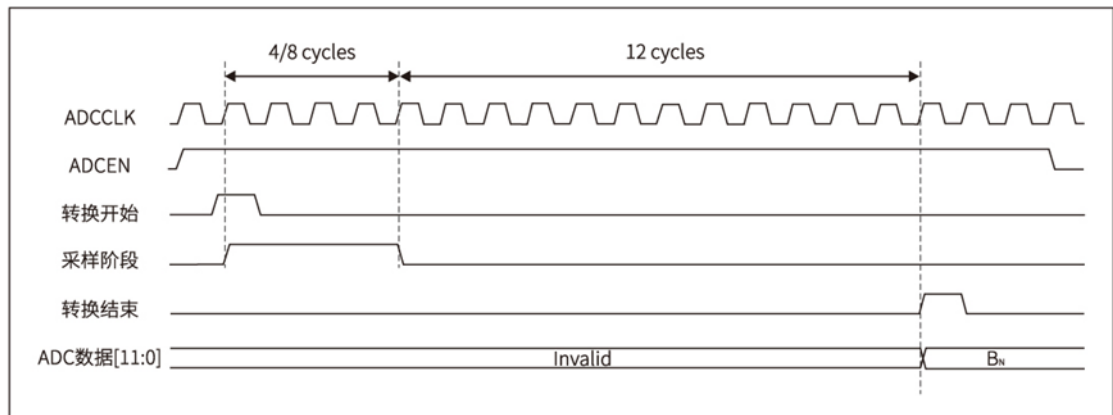 4/8 cycles
12 cycles
ADCCLK
ADCEN
转换开始
采样阶段
转换结束
ADC数据[11:0]
Invalid
BN